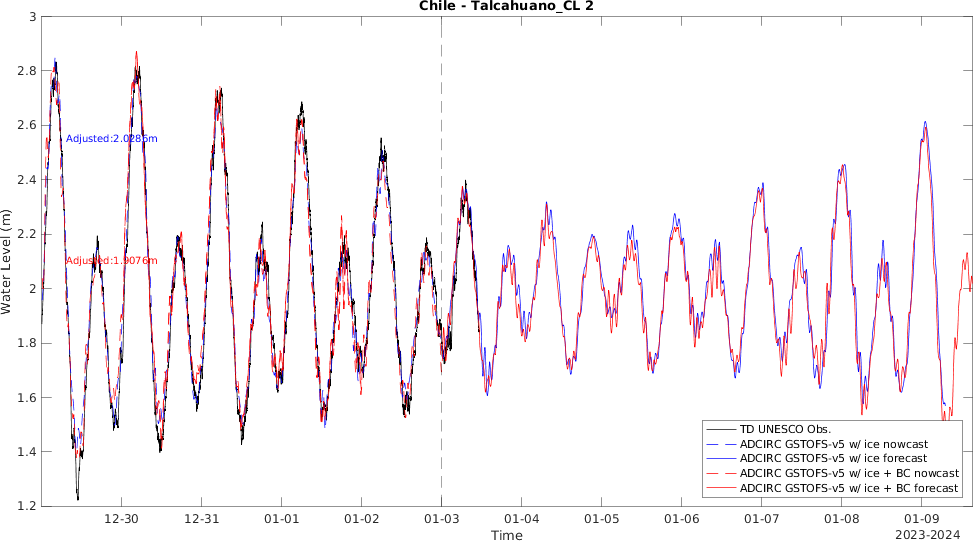 Chile - Talcahuano_CL 2
Water Level (m)
3
2.8
2.6
2.4
2.2
2
1.8
1.6
1.4
1.2
Adjusted:2.0286m
Adjusted:1.9076m
TD UNESCO Obs.
ADCIRC GSTOFS-v5 w/ ice nowcast
ADCIRC GSTOFS-v5 w/ ice forecast
ADCIRC GSTOFS-v5 w/ ice + BC nowcast
ADCIRC GSTOFS-v5 w/ ice + BC forecast
12-30 12-31 01-01 01-02 01-03 01-04 01-05 01-06 01-07 01-08 01-09
Time
2023-2024